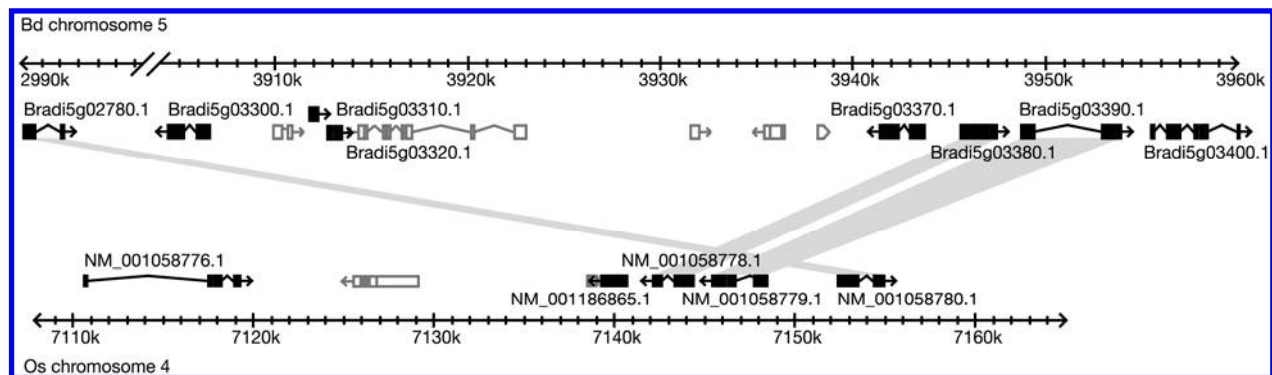 Bd chromosome 5
2990k 3910k 3920k 3930k 3940k 3950k 3960k
Bradi5g02780.1 Bradi5g03300.1 Bradi5g03310.1 Bradi5g03370.1 Bradi5g03390.1
Bradi5g03320.1 Bradi5g03380.1 Bradi5g03400.1
NM_001058776.1 NM_001058778.1
NM_001186865.1 NM_001058779.1 NM_001058780.1
7110k 7120k 7130k 7140k 7150k 7160k
Os chromosome 4